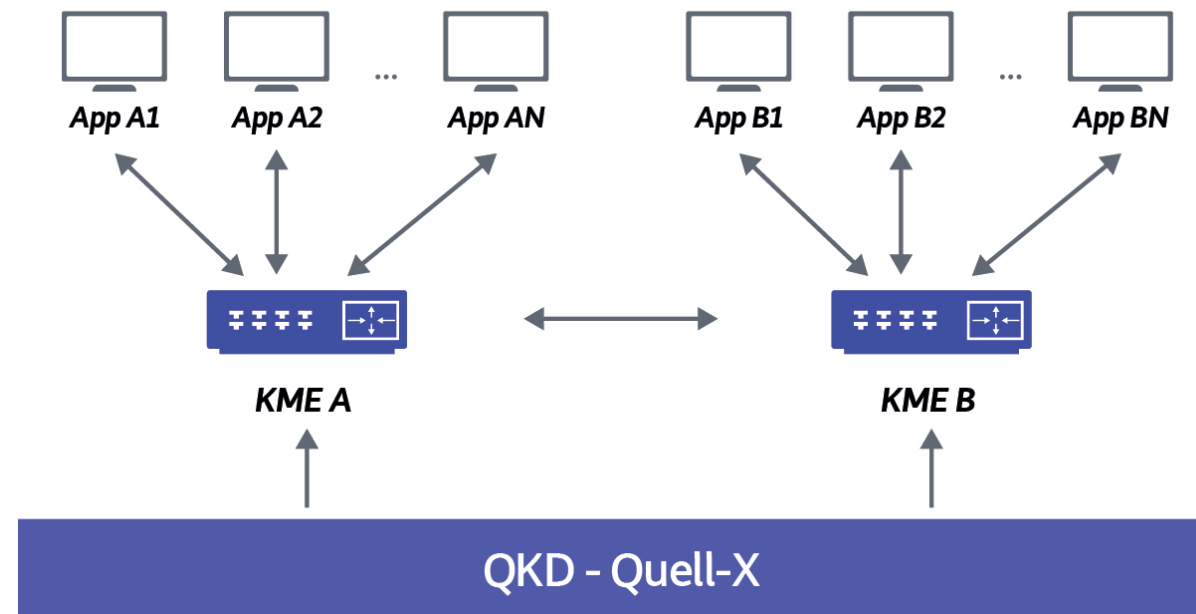 App A1
App A2
...
App AN
App B1
App B2
...
App BN
KME A
KME B
QKD - Quell-X